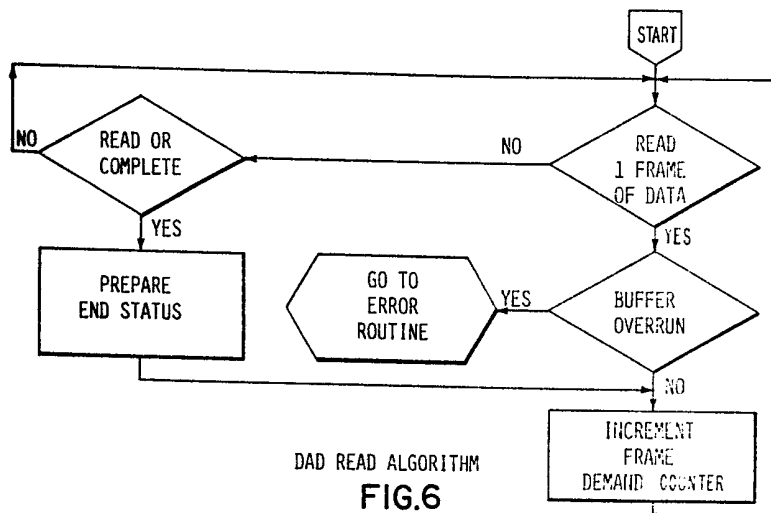 START
NO
READ OR
COMPLETE
NO
READ
1 FRAME
OF DATA
YES
YES
PREPARE
END STATUS
GO TO
ERROR
ROUTINE
YES
BUFFER
OVERRUN
NO
INCREMENT
FRAME
DEMAND COUNTER
DAD READ ALGORITHM
FIG.6